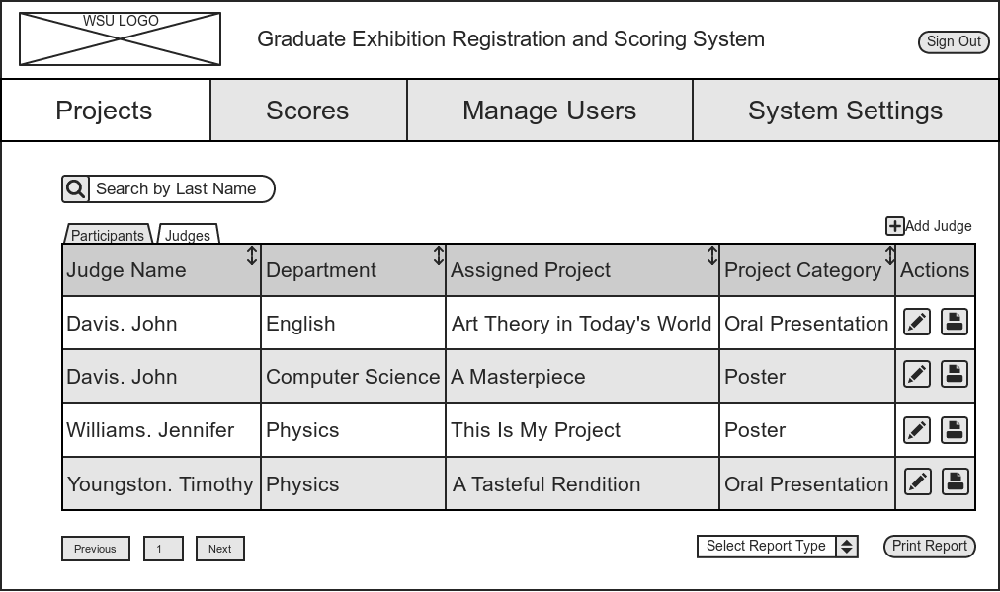 WSU LOGO
Graduate Exhibition Registration and Scoring System
Sign Out
Projects Scores Manage Users System Settings
Search by Last Name
Participants Judges Add Judge
Judge Name Department Assigned Project Project Category Actions
Davis. John English Art Theory in Today's World Oral Presentation
Davis. John Computer Science A Masterpiece Poster
Williams. Jennifer Physics This Is My Project Poster
Youngston. Timothy Physics A Tasteful Rendition Oral Presentation
Previous 1 Next Select Report Type Print Report